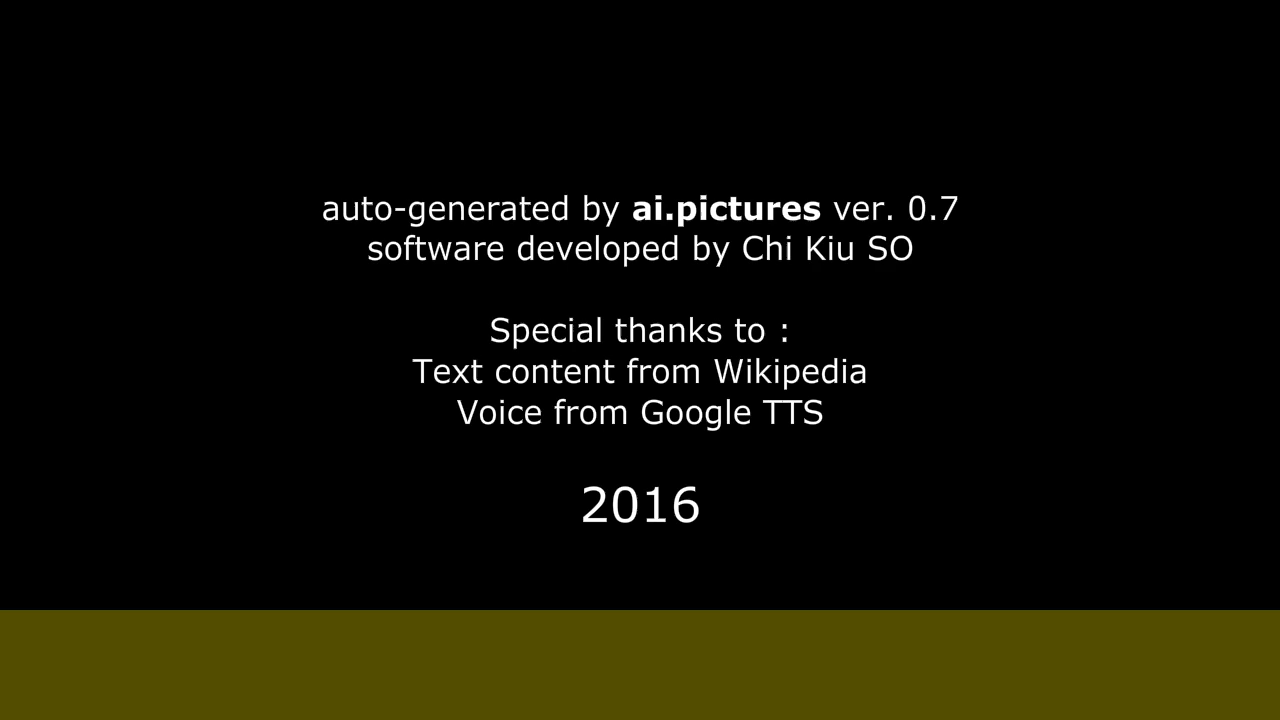 auto-generated by ai.pictures ver. 0.7
software developed by Chi Kiu SO
Special thanks to :
Text content from Wikipedia
Voice from Google TTS
2016